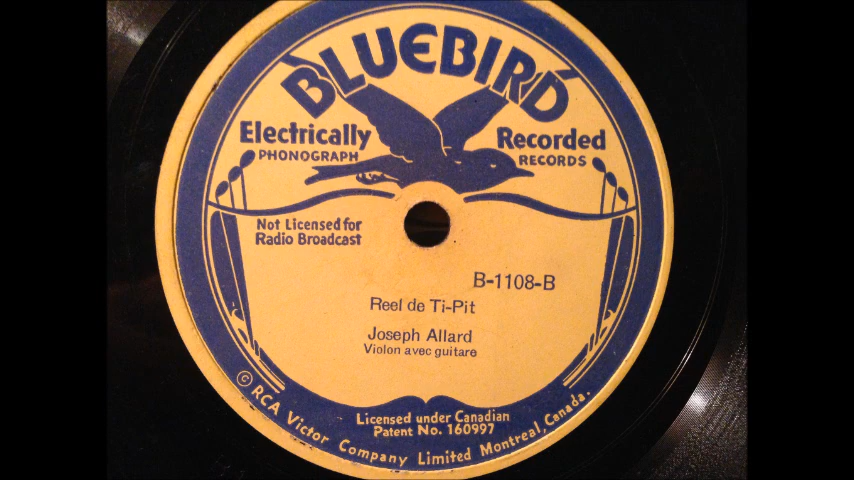 BLUEBIRD
Electrically Recorded
PHONOGRAPH RECORDS
Not Licensed for
Radio Broadcast
B-1108-B
Reel de Ti-Pit
Joseph Allard
Violon avec guitare
Licensed under Canadian
Patent No. 160997
© RCA Victor Company Limited Montreal, Canada.